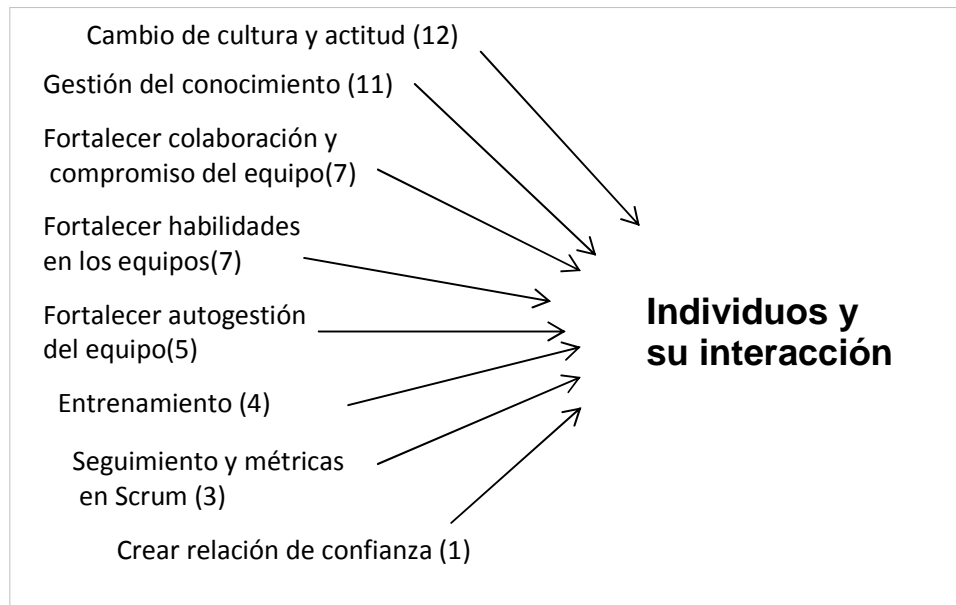 Cambio de cultura y actitud (12)
Gestión del conocimiento (11)
Fortalecer colaboración y
compromiso del equipo(7)
Fortalecer habilidades
en los equipos(7)
Fortalecer autogestión
del equipo(5)
Entrenamiento (4)
Seguimiento y métricas
en Scrum (3)
Crear relación de confianza (1)
Individuos y
su interacción